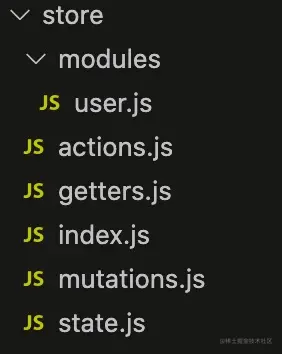 store
modules
JS user.js
JS actions.js
JS getters.js
JS index.js
JS mutations.js
JS state.js
@稀土掘金技术社区